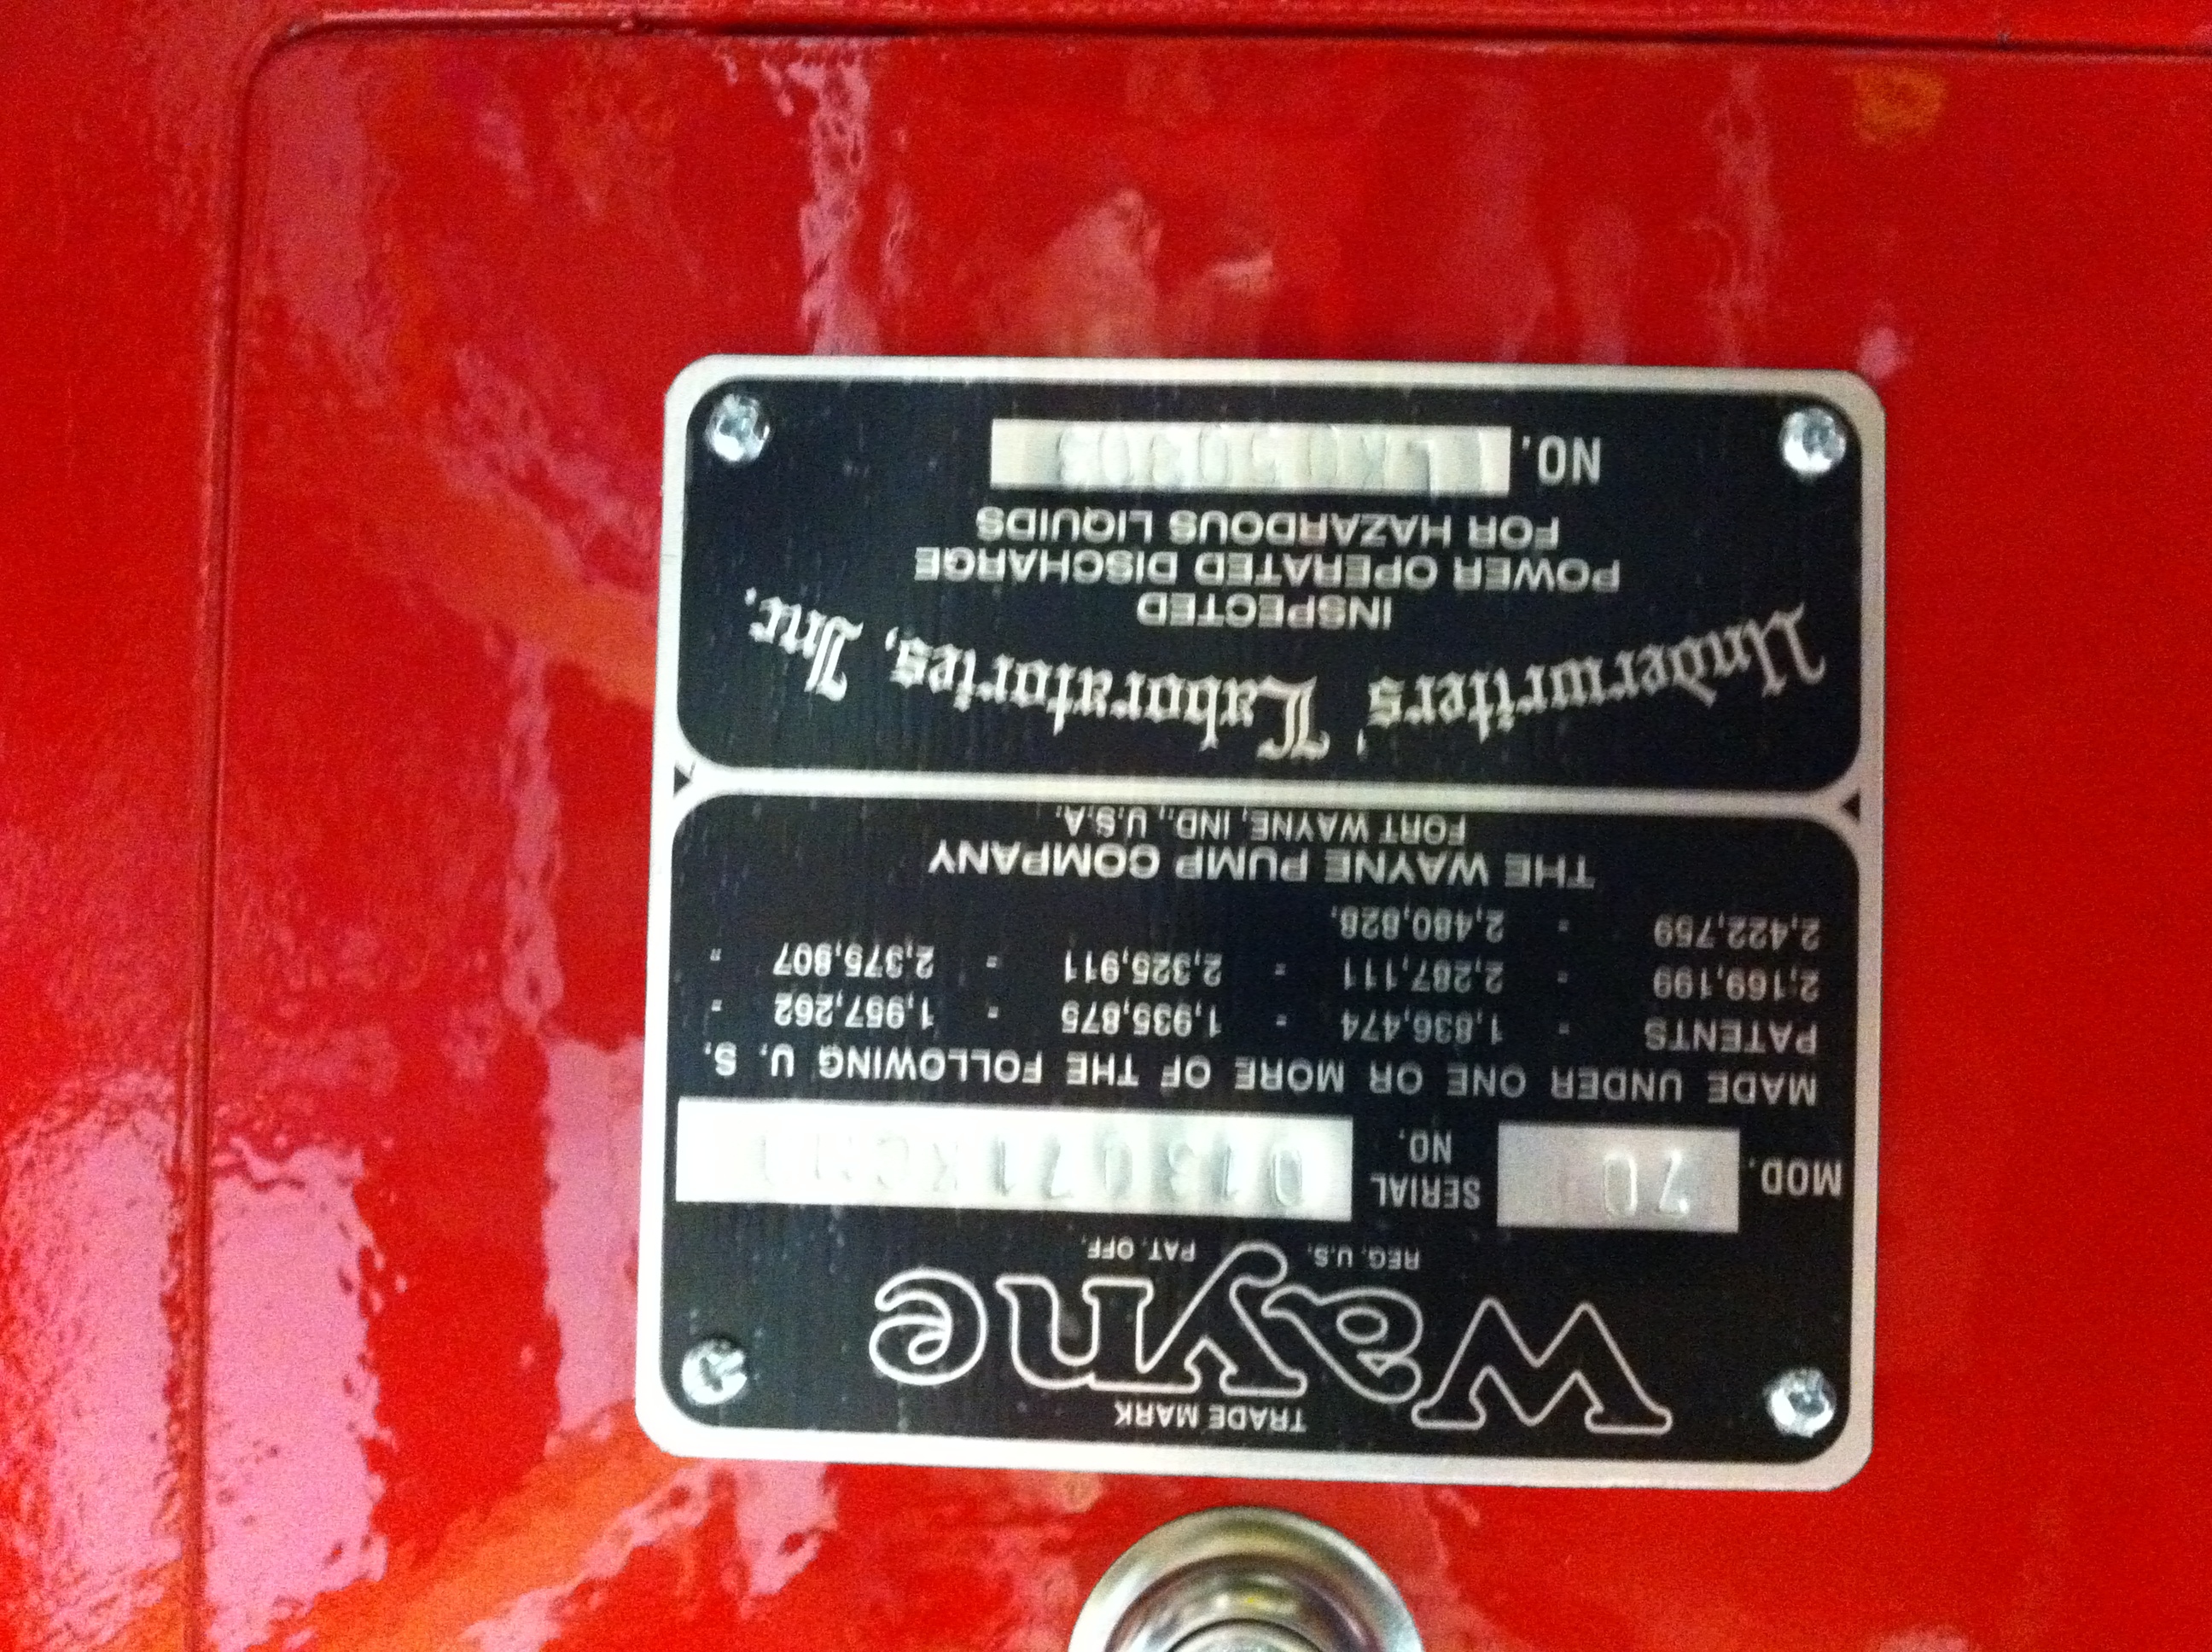 TRADE MARK
Wayne
REG. U.S. PAT. OFF.
MOD. 70 SERIAL NO.
MADE UNDER ONE OR MORE OF THE FOLLOWING U. S.
PATENTS - 1,836,474 - 1,935,875 - 1,957,262 -
2,169,199 - 2,287,111 - 2,325,911 - 2,375,907 -
2,422,759 - 2,480,828.
THE WAYNE PUMP COMPANY
FORT WAYNE, IND., U.S.A.
Underwriters' Laboratories, Inc.
INSPECTED
POWER OPERATED DISCHARGE
FOR HAZARDOUS LIQUIDS
NO.